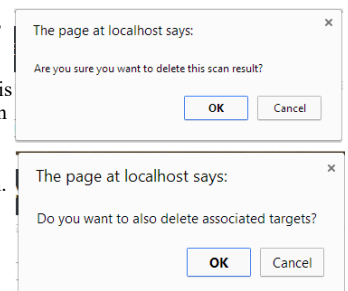 The page at localhost says:
×
Are you sure you want to delete this scan result?
is
OK Cancel
The page at localhost says:
×
Do you want to also delete associated targets?
OK Cancel